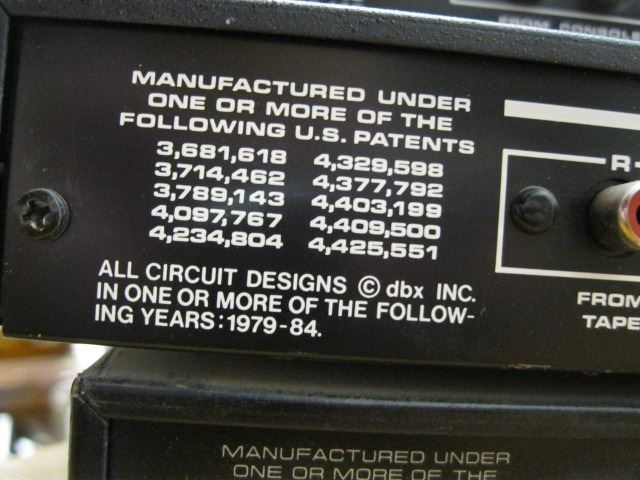 FROM CONSOLE
MANUFACTURED UNDER
ONE OR MORE OF THE
FOLLOWING U.S. PATENTS
3,681,618 4,329,598
3,714,462 4,377,792
3,789,143 4,403,199
4,097,767 4,409,500
4,234,804 4,425,551
ALL CIRCUIT DESIGNS © dbx INC.
IN ONE OR MORE OF THE FOLLOW-
ING YEARS: 1979-84.
R
FROM
TAPE
MANUFACTURED UNDER
ONE OR MORE OF THE